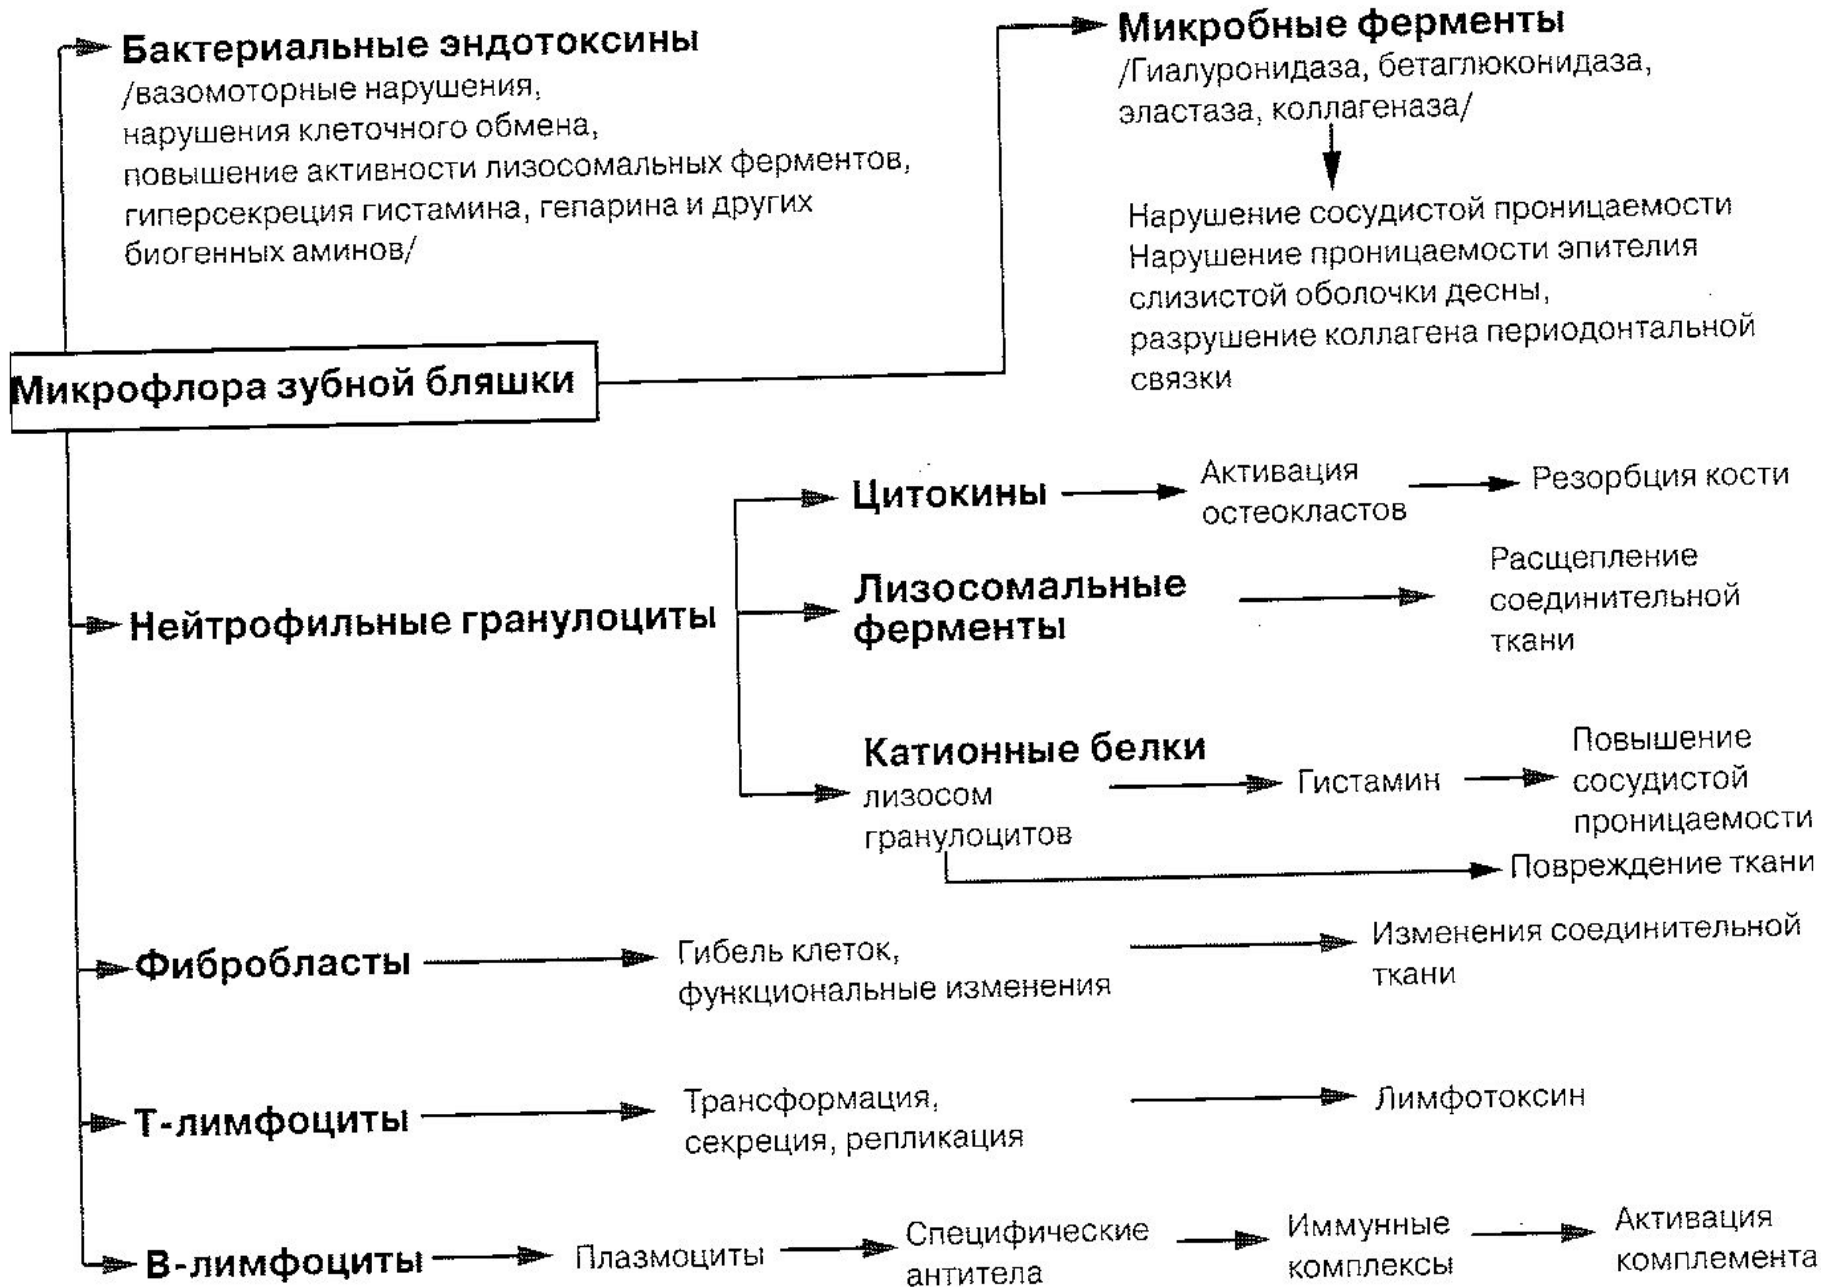 Бактериальные эндотоксины
/вазомоторные нарушения,
нарушения клеточного обмена,
повышение активности лизосомальных ферментов,
гиперсекреция гистамина, гепарина и других
биогенных аминов/
Микробные ферменты
/Гиалуронидаза, бетаглюконидаза,
эластаза, коллагеназа/
Нарушение сосудистой проницаемости
Нарушение проницаемости эпителия
слизистой оболочки десны,
разрушение коллагена периодонтальной
связки
Микрофлора зубной бляшки
Нейтрофильные гранулоциты
Цитокины
Активация
остеокластов
Резорбция кости
Лизосомальные
ферменты
Расщепление
соединительной
ткани
Катионные белки
лизосом
гранулоцитов
Гистамин
Повышение
сосудистой
проницаемости
Повреждение ткани
Фибробласты
Гибель клеток,
функциональные изменения
Изменения соединительной
ткани
Т-лимфоциты
Трансформация,
секреция, репликация
Лимфотоксин
В-лимфоциты
Плазмоциты
Специфические
антитела
Иммунные
комплексы
Активация
комплемента